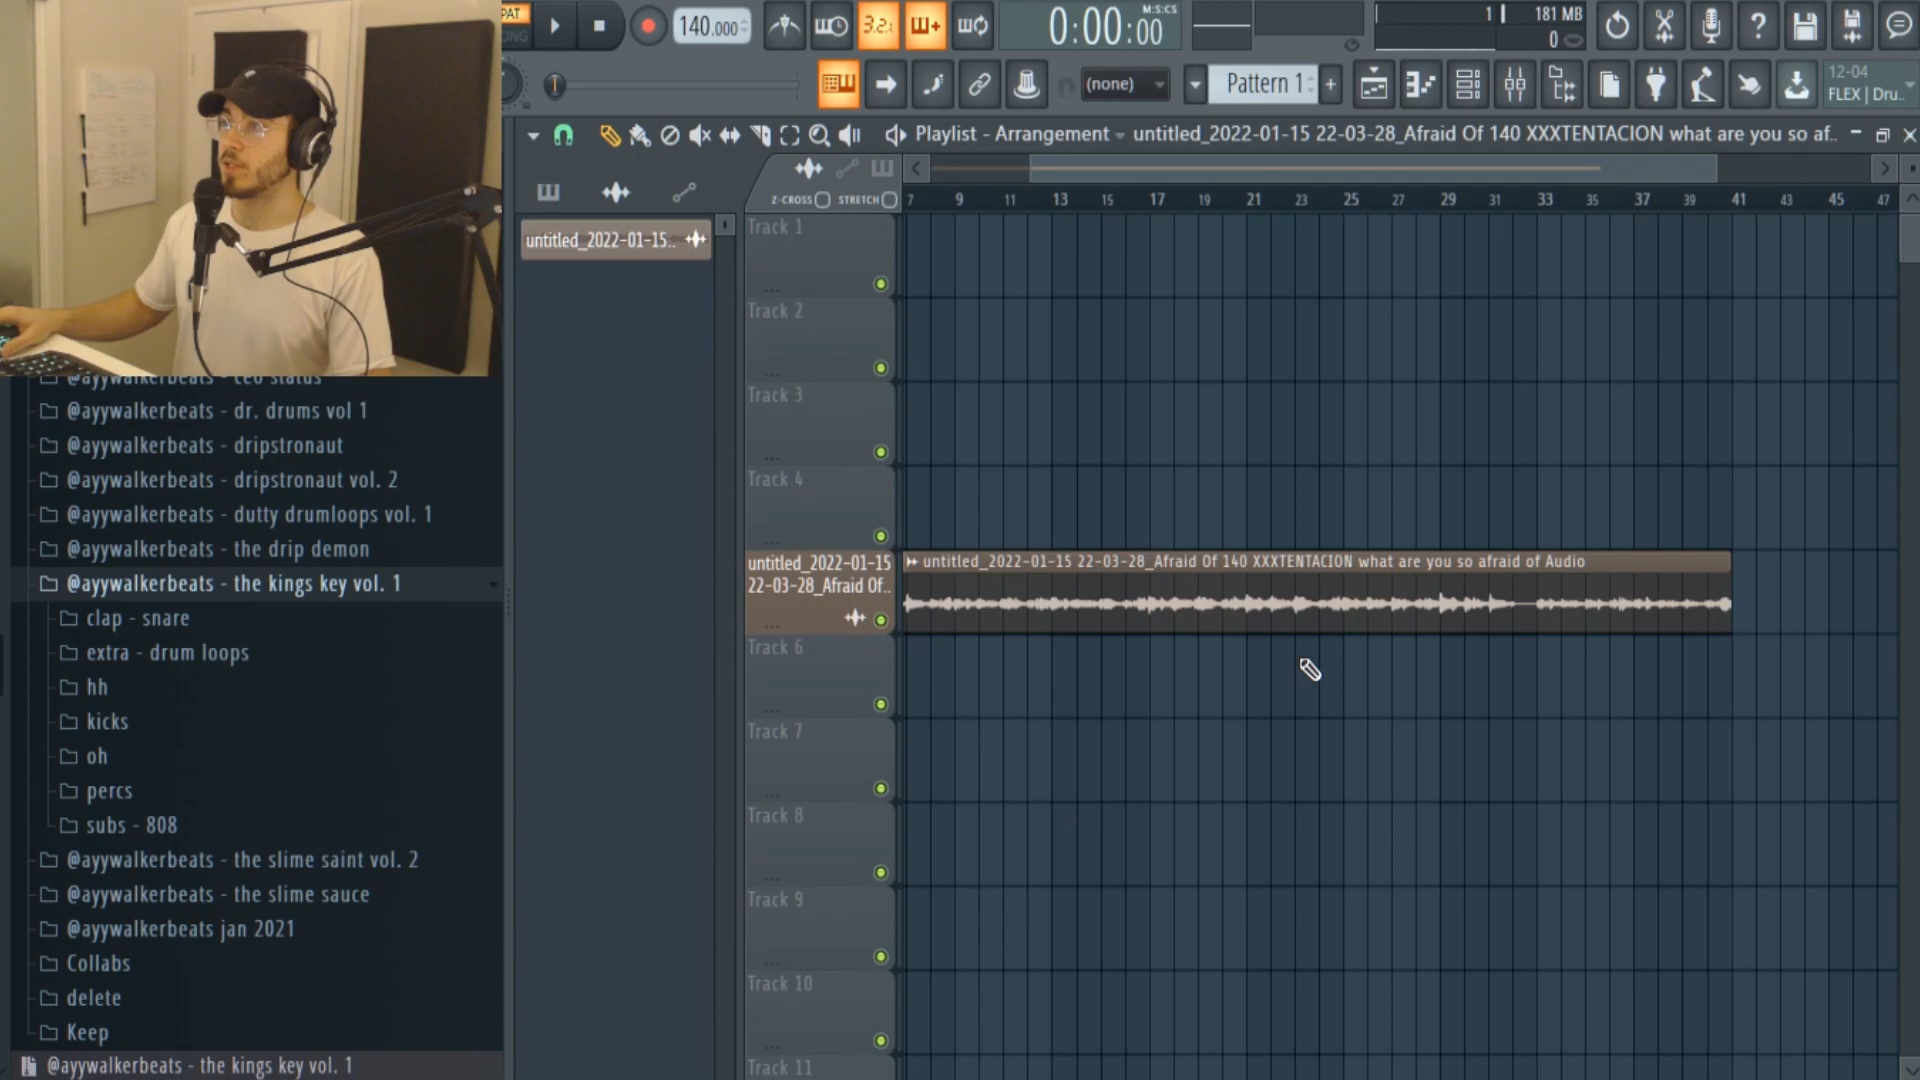 PAT
140.000
3.2.
0:00:00
M:S:CS
1
181 MB
0
(none)
Pattern 1
12-04
FLEX | Dru..
Playlist - Arrangement
untitled_2022-01-15 22-03-28_Afraid Of 140 XXXTENTACION what are you so af..
Z-CROSS
STRETCH
7 9 11 13 15 17 19 21 23 25 27 29 31 33 35 37 39 41 43 45 47
untitled_2022-01-15..
Track 1
Track 2
Track 3
Track 4
untitled_2022-01-15
22-03-28_Afraid Of..
untitled_2022-01-15 22-03-28_Afraid Of 140 XXXTENTACION what are you so afraid of Audio
Track 6
Track 7
Track 8
Track 9
Track 10
Track 11
@ayywalkerbeats - ceo status
@ayywalkerbeats - dr. drums vol 1
@ayywalkerbeats - dripstronaut
@ayywalkerbeats - dripstronaut vol. 2
@ayywalkerbeats - dutty drumloops vol. 1
@ayywalkerbeats - the drip demon
@ayywalkerbeats - the kings key vol. 1
clap - snare
extra - drum loops
hh
kicks
oh
percs
subs - 808
@ayywalkerbeats - the slime saint vol. 2
@ayywalkerbeats - the slime sauce
@ayywalkerbeats jan 2021
Collabs
delete
Keep
@ayywalkerbeats - the kings key vol. 1